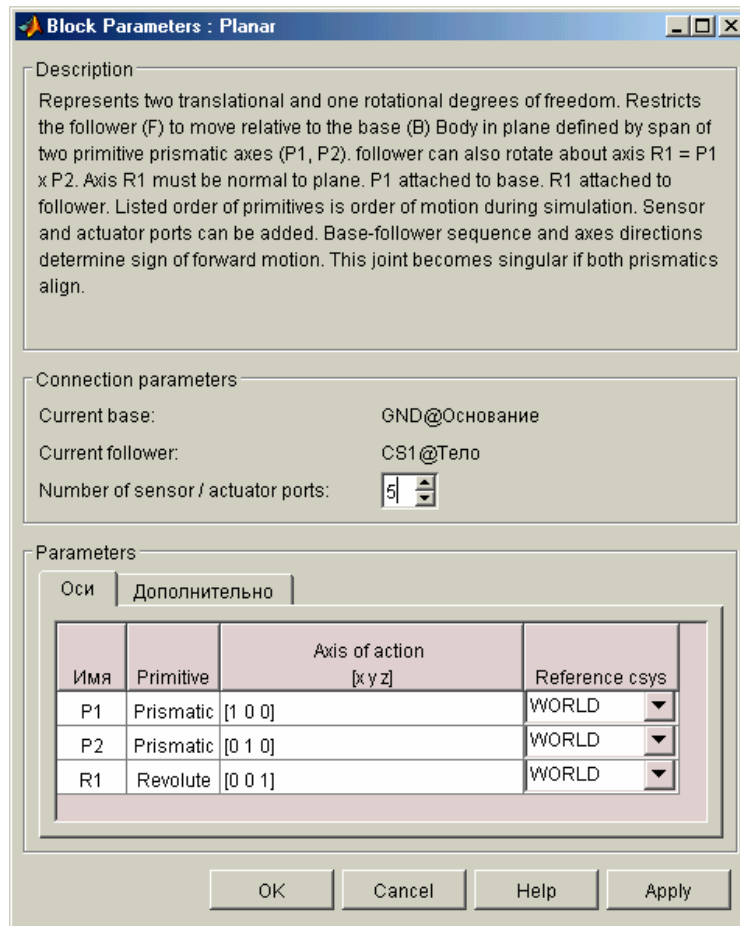 Block Parameters : Planar
Description
Represents two translational and one rotational degrees of freedom. Restricts
the follower (F) to move relative to the base (B) Body in plane defined by span of
two primitive prismatic axes (P1, P2). follower can also rotate about axis R1 = P1
x P2. Axis R1 must be normal to plane. P1 attached to base. R1 attached to
follower. Listed order of primitives is order of motion during simulation. Sensor
and actuator ports can be added. Base-follower sequence and axes directions
determine sign of forward motion. This joint becomes singular if both prismatics
align.
Connection parameters
Current base: GND@Основание
Current follower: CS1@Тело
Number of sensor / actuator ports: 5
Parameters
Оси Дополнительно
Имя Primitive Axis of action [x y z] Reference csys
P1 Prismatic [1 0 0] WORLD
P2 Prismatic [0 1 0] WORLD
R1 Revolute [0 0 1] WORLD
OK Cancel Help Apply